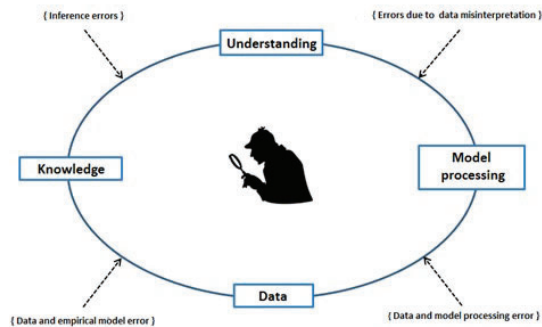 { Inference errors }
{ Errors due to data misinterpretation }
Understanding
Knowledge
Model
processing
Data
{ Data and empirical model error }
{ Data and model processing error }